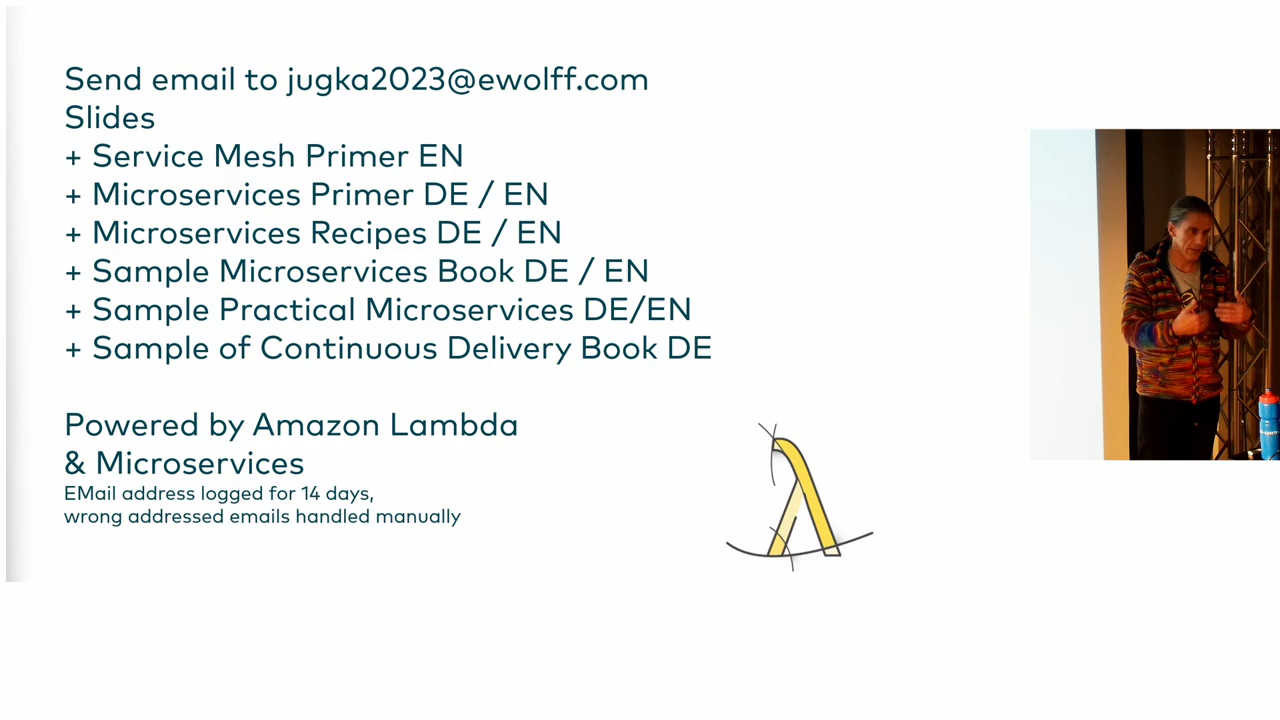 Send email to jugka2023@ewolff.com
Slides
+ Service Mesh Primer EN
+ Microservices Primer DE / EN
+ Microservices Recipes DE / EN
+ Sample Microservices Book DE / EN
+ Sample Practical Microservices DE/EN
+ Sample of Continuous Delivery Book DE
Powered by Amazon Lambda
& Microservices
EMail address logged for 14 days,
wrong addressed emails handled manually